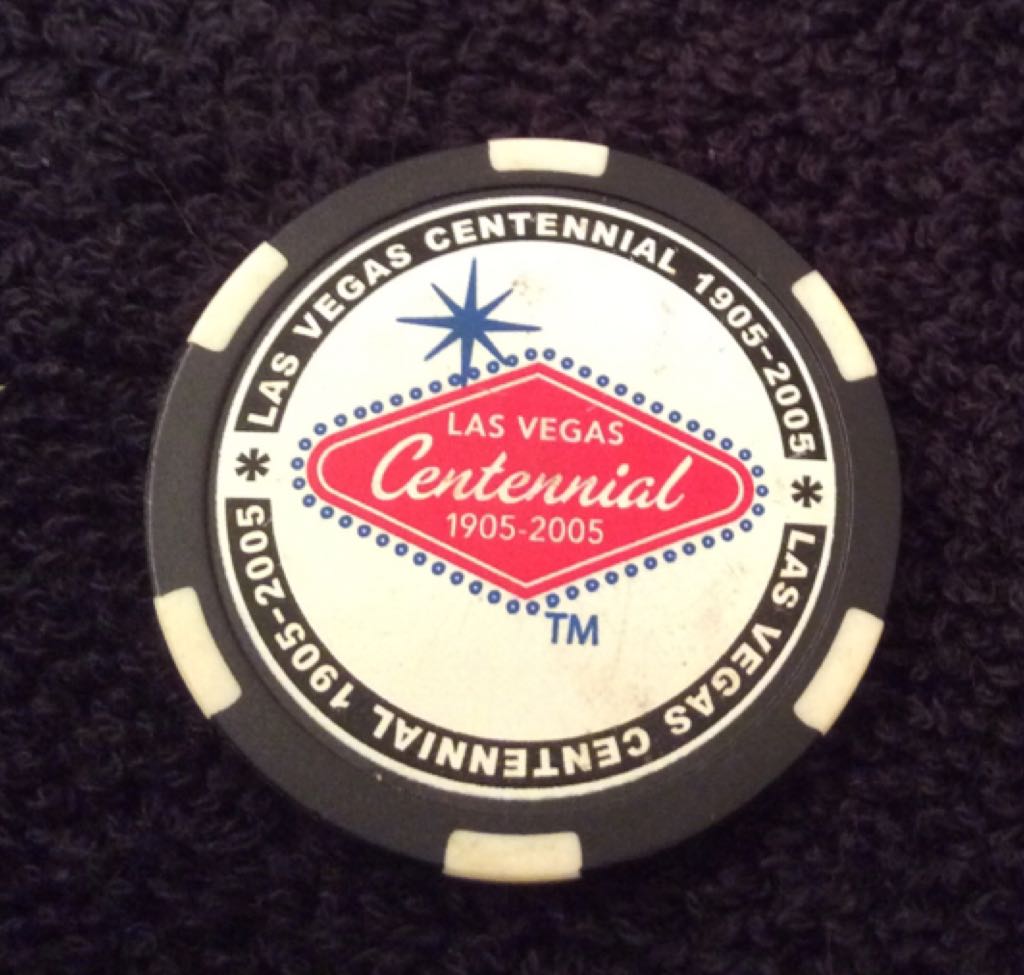 LAS VEGAS CENTENNIAL 1905-2005
LAS VEGAS
Centennial
1905-2005
TM
* LAS VEGAS CENTENNIAL 1905-2005 *